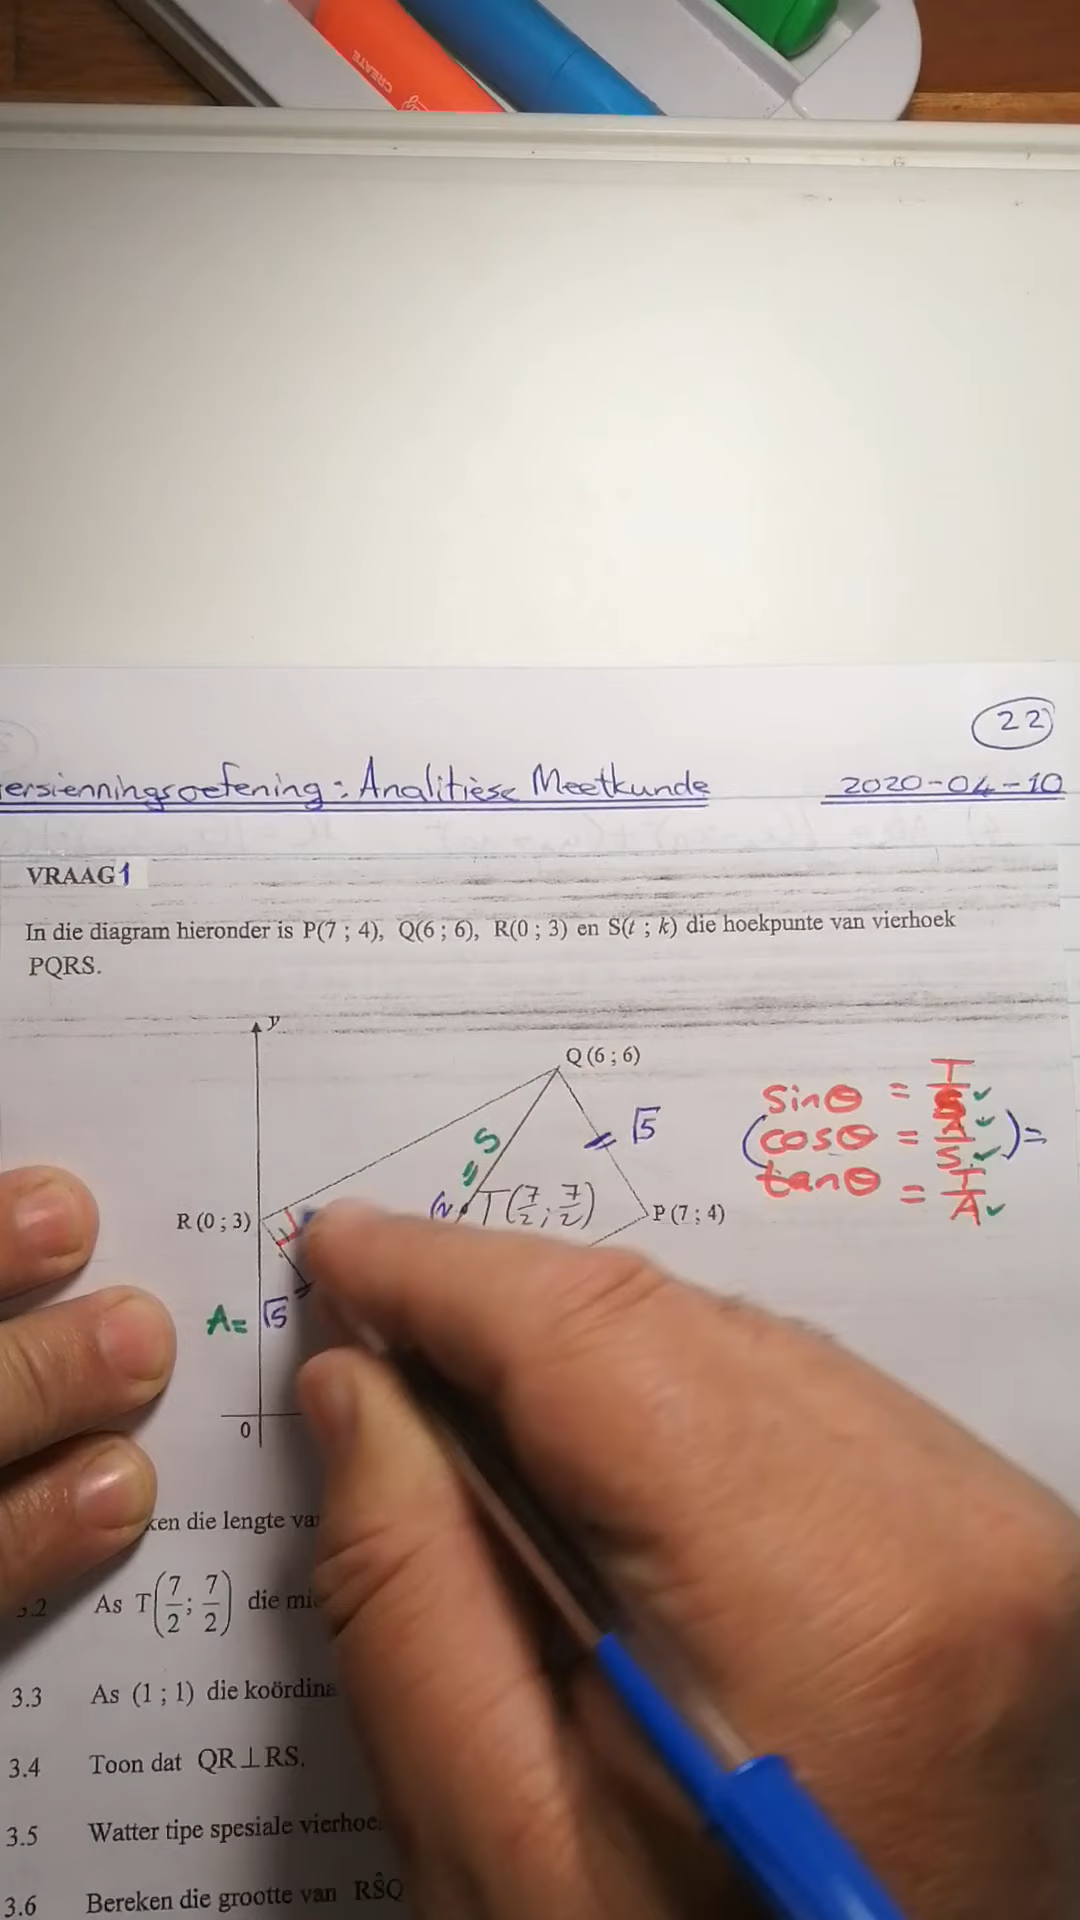 CREATE
22
ersienningsoefening : Analitiese Meetkunde 2020-04-10
VRAAG 1
In die diagram hieronder is P(7 ; 4), Q(6 ; 6), R(0 ; 3) en S(t ; k) die hoekpunte van vierhoek
PQRS.
y
Q (6 ; 6)
sinθ = T/S ✓
√5
S
(cosθ = A/S ✓) =
tanθ = T/A ✓
R (0 ; 3)
T(7/2 ; 7/2)
P (7 ; 4)
A = √5
0
ken die lengte va
3.2 As T(7/2 ; 7/2) die mi
3.3 As (1 ; 1) die koördina
3.4 Toon dat QR ⊥ RS.
3.5 Watter tipe spesiale vierhoe
3.6 Bereken die grootte van RŜQ